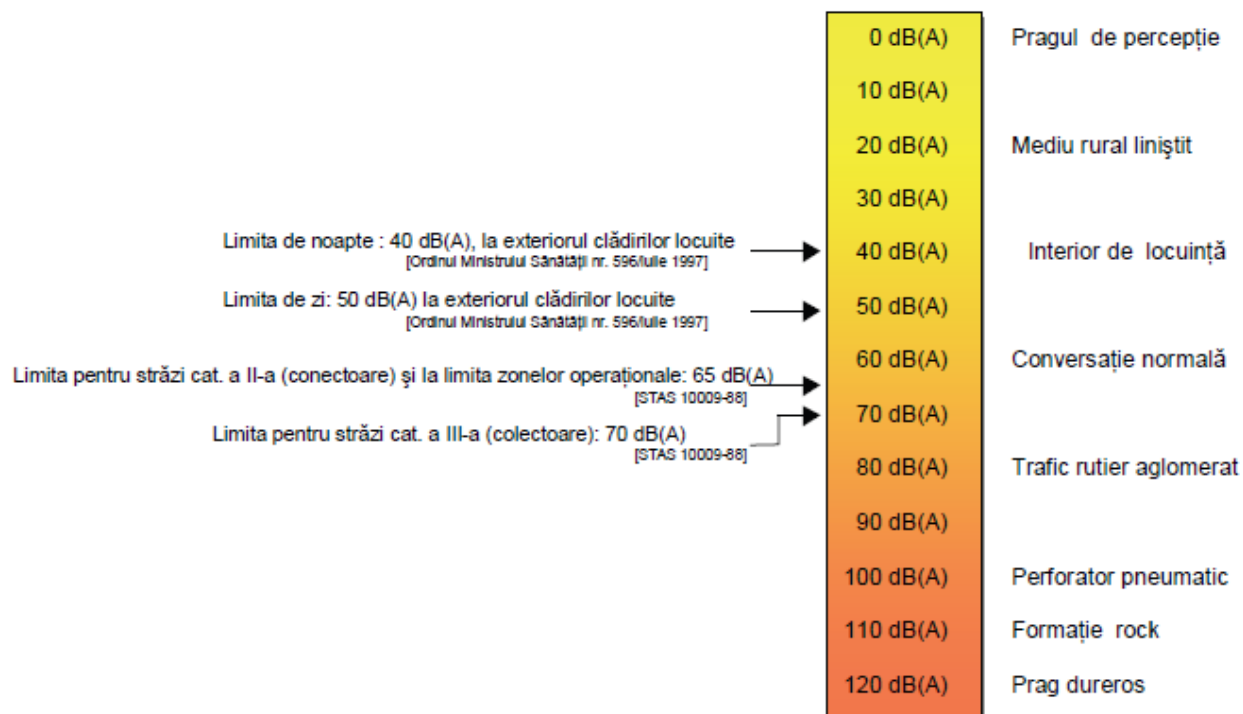 0 dB(A) Pragul de percepție
10 dB(A)
20 dB(A) Mediu rural liniştit
30 dB(A)
Limita de noapte : 40 dB(A), la exteriorul clădirilor locuite
[Ordinul Ministrului Sănătății nr. 596/iulie 1997]
40 dB(A) Interior de locuință
Limita de zi: 50 dB(A) la exteriorul clădirilor locuite
[Ordinul Ministrului Sănătății nr. 596/iulie 1997]
50 dB(A)
60 dB(A) Conversație normală
Limita pentru străzi cat. a II-a (conectoare) şi la limita zonelor operaționale: 65 dB(A)
[STAS 10009-88]
70 dB(A)
Limita pentru străzi cat. a III-a (colectoare): 70 dB(A)
[STAS 10009-88]
80 dB(A) Trafic rutier aglomerat
90 dB(A)
100 dB(A) Perforator pneumatic
110 dB(A) Formație rock
120 dB(A) Prag dureros